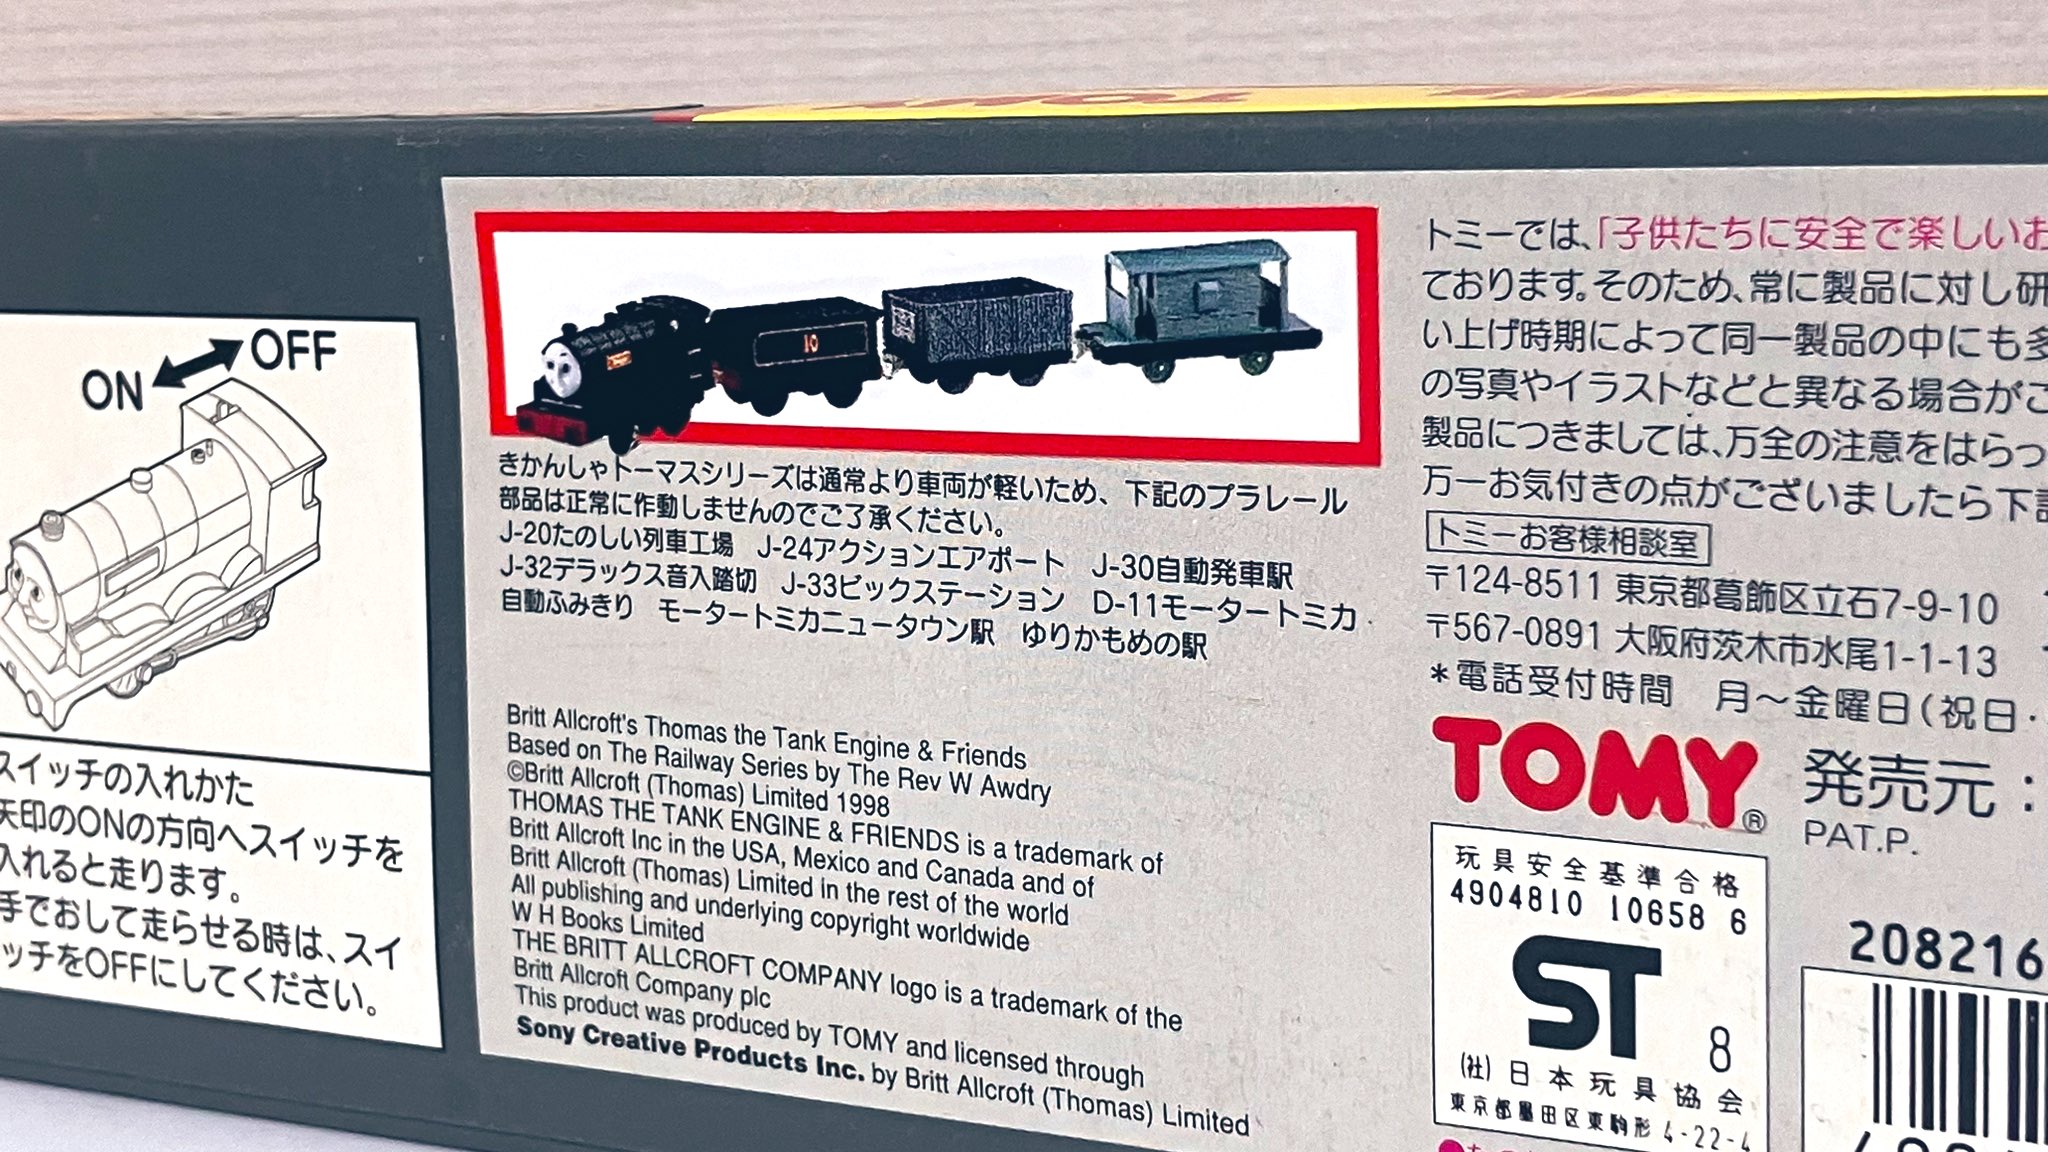 ON
OFF
スイッチの入れかた
矢印のONの方向へスイッチを
入れると走ります。
手でおして走らせる時は、スイ
ッチをOFFにしてください。
10
きかんしゃトーマスシリーズは通常より車両が軽いため、下記のプラレール
部品は正常に作動しませんのでご了承ください。
J-20たのしい列車工場 J-24アクションエアポート J-30自動発車駅
J-32デラックス音入踏切 J-33ビックステーション D-11モータートミカ
自動ふみきり モータートミカニュータウン駅 ゆりかもめの駅
Britt Allcroft's Thomas the Tank Engine & Friends
Based on The Railway Series by The Rev W Awdry
©Britt Allcroft (Thomas) Limited 1998
THOMAS THE TANK ENGINE & FRIENDS is a trademark of
Britt Allcroft Inc in the USA, Mexico and Canada and of
Britt Allcroft (Thomas) Limited in the rest of the world
All publishing and underlying copyright worldwide
W H Books Limited
THE BRITT ALLCROFT COMPANY logo is a trademark of the
Britt Allcroft Company plc
This product was produced by TOMY and licensed through
Sony Creative Products Inc. by Britt Allcroft (Thomas) Limited
トミーでは、「子供たちに安全で楽しいお
ております。そのため、常に製品に対し研
い上げ時期によって同一製品の中にも多
の写真やイラストなどと異なる場合がご
製品につきましては、万全の注意をはらっ
万一お気付きの点がございましたら下記
トミーお客様相談室
〒124-8511 東京都葛飾区立石7-9-10
〒567-0891 大阪府茨木市水尾1-1-13
*電話受付時間 月～金曜日(祝日・
TOMY®
発売元：
PAT.P.
玩具安全基準合格
4904810 10658 6
ST 8
(社)日本玩具協会
東京都墨田区東駒形 4-22-4
208216